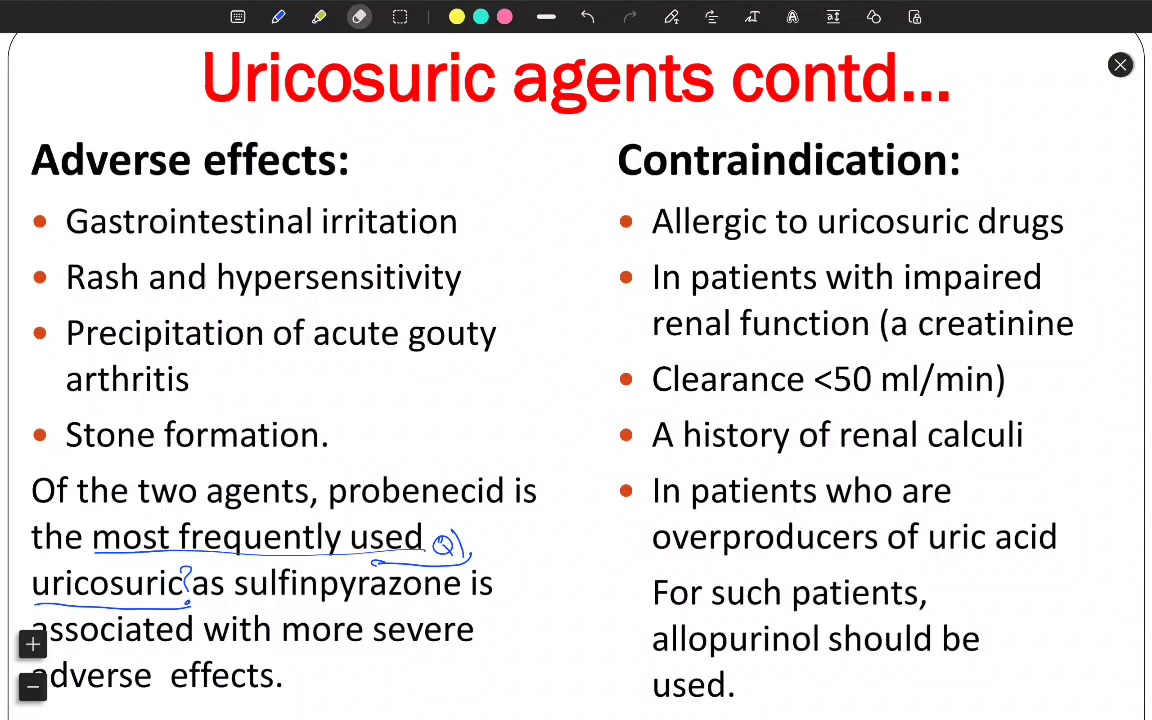 Uricosuric agents contd...
Adverse effects:
• Gastrointestinal irritation
• Rash and hypersensitivity
• Precipitation of acute gouty
arthritis
• Stone formation.
Of the two agents, probenecid is
the most frequently used Q)
uricosuric? as sulfinpyrazone is
associated with more severe
adverse effects.
Contraindication:
• Allergic to uricosuric drugs
• In patients with impaired
renal function (a creatinine
• Clearance <50 ml/min)
• A history of renal calculi
• In patients who are
overproducers of uric acid
For such patients,
allopurinol should be
used.